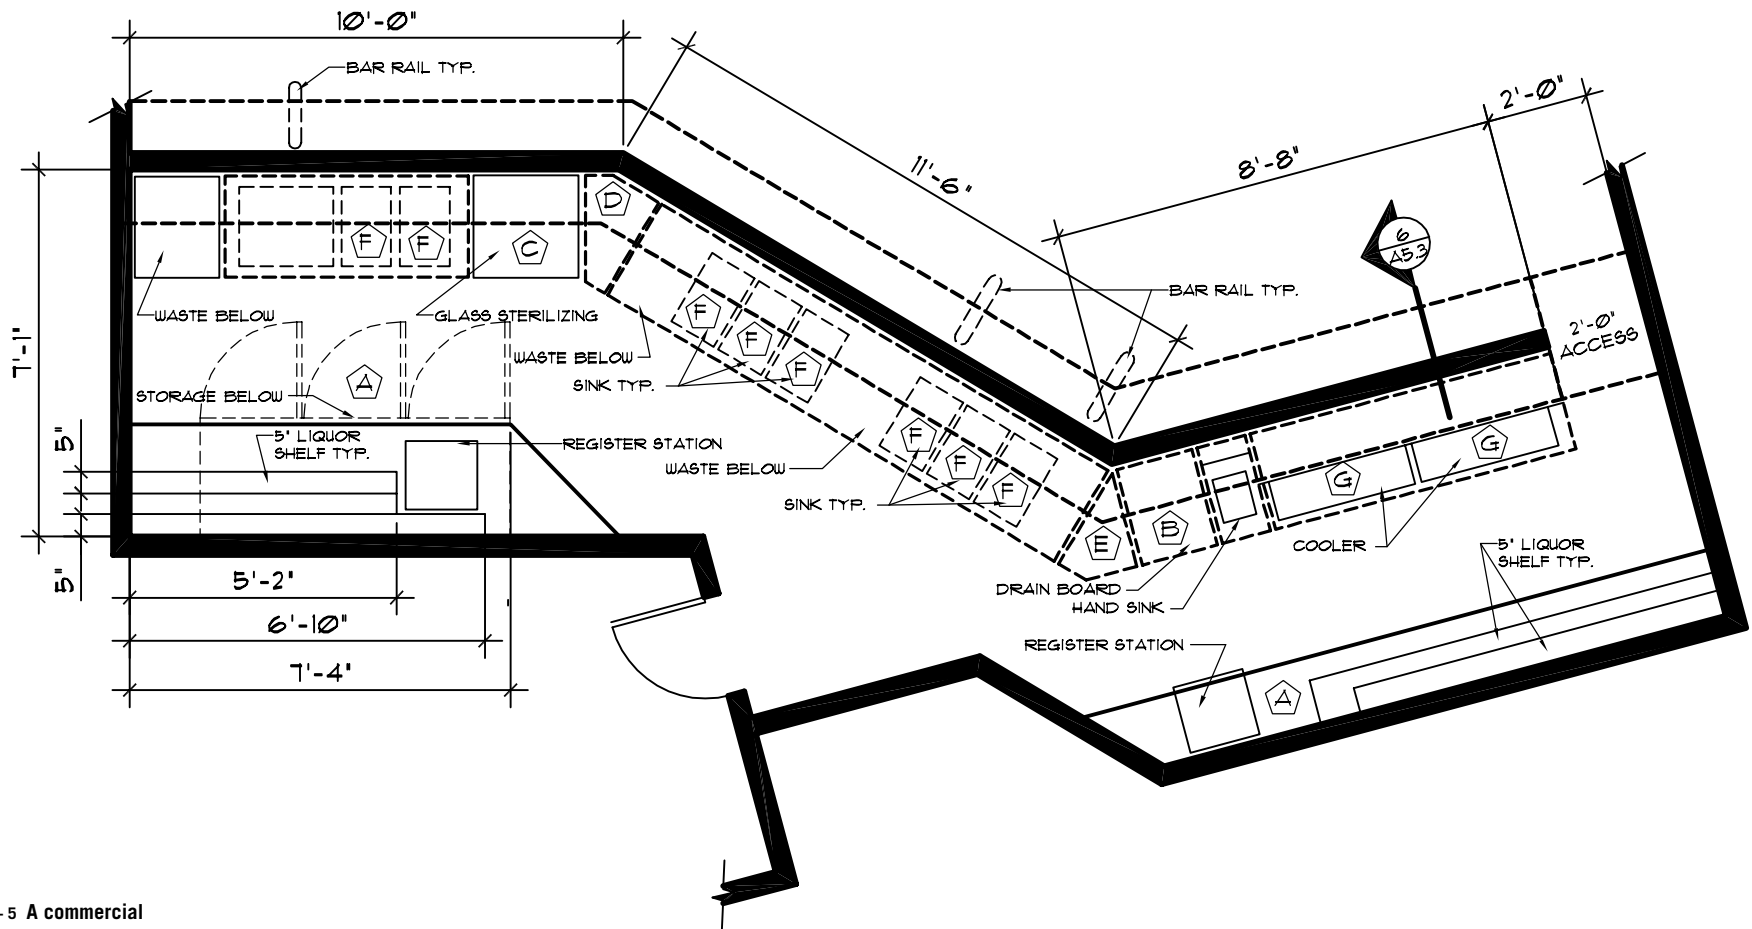 10'-0"
BAR RAIL TYP.
11'-6"
8'-8"
2'-0"
6
A5.3
D
F
F
C
WASTE BELOW
GLASS STERILIZING
BAR RAIL TYP.
2'-0"
ACCESS
7'-1"
F
F
F
WASTE BELOW
SINK TYP.
A
STORAGE BELOW
5"
5" LIQUOR
SHELF TYP.
REGISTER STATION
WASTE BELOW
F
F
F
SINK TYP.
G
G
B
E
COOLER
5" LIQUOR
SHELF TYP.
5"
5'-2"
DRAIN BOARD
HAND SINK
6'-10"
REGISTER STATION
7'-4"
A
-5 A commercial